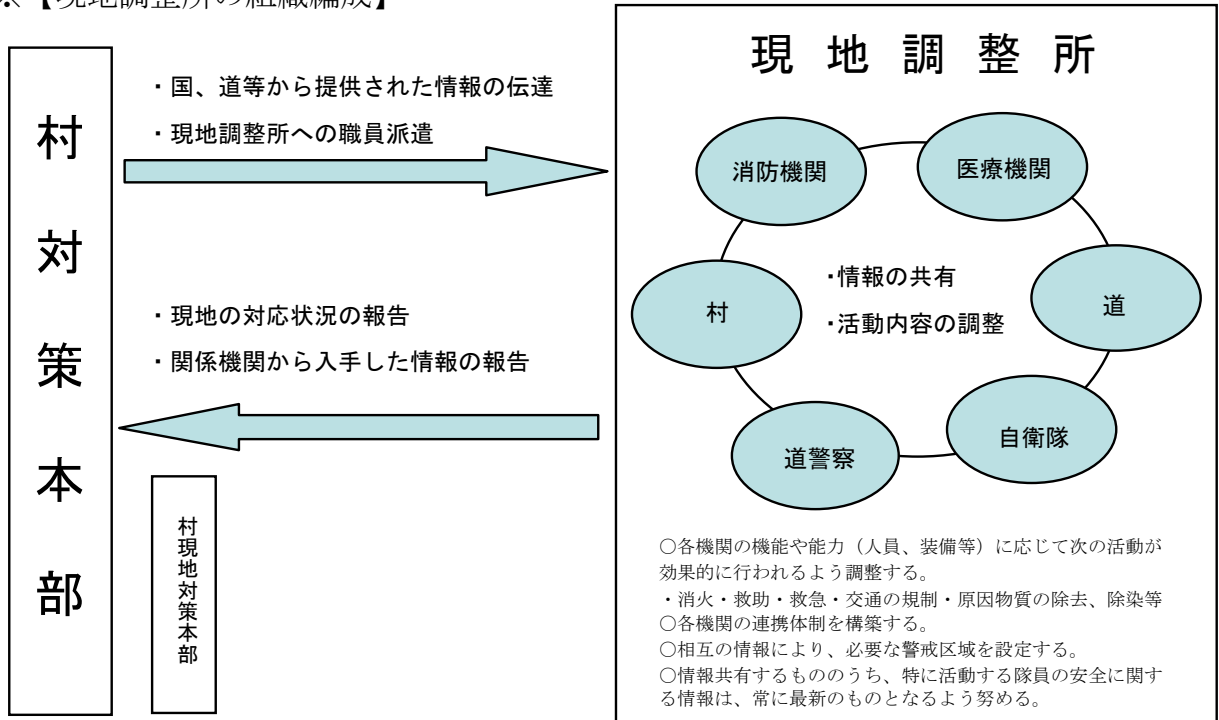 ※【現地調整所の組織編成】
村対策本部
・国、道等から提供された情報の伝達
・現地調整所への職員派遣
・現地の対応状況の報告
・関係機関から入手した情報の報告
村現地対策本部
現地調整所
消防機関
医療機関
村
・情報の共有
・活動内容の調整
道
道警察
自衛隊
○各機関の機能や能力(人員、装備等)に応じて次の活動が
効果的に行われるよう調整する。
・消火・救助・救急・交通の規制・原因物質の除去、除染等
○各機関の連携体制を構築する。
○相互の情報により、必要な警戒区域を設定する。
○情報共有するもののうち、特に活動する隊員の安全に関す
る情報は、常に最新のものとなるよう努める。